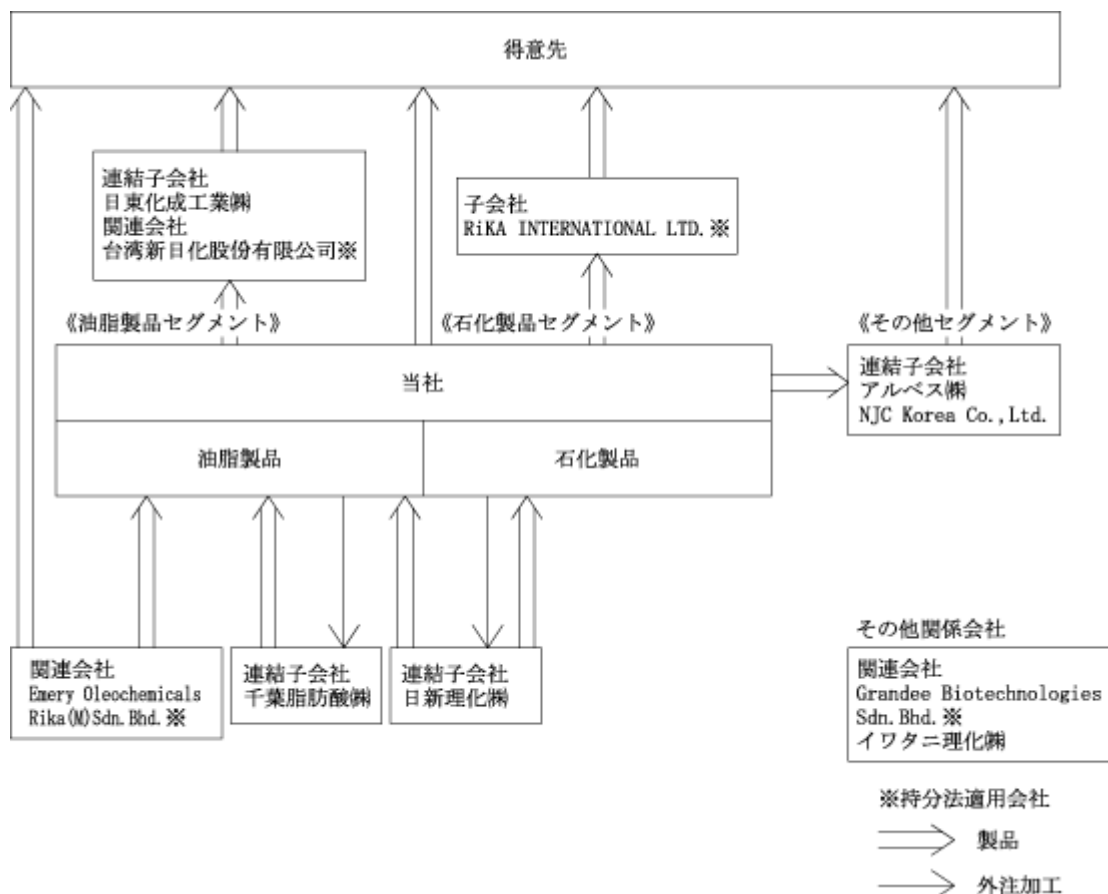 得意先
連結子会社
日東化成工業㈱
関連会社
台湾新日化股份有限公司※
子会社
RiKA INTERNATIONAL LTD.※
《油脂製品セグメント》
《石化製品セグメント》
《その他セグメント》
当社
連結子会社
アルベス㈱
NJC Korea Co.,Ltd.
油脂製品
石化製品
関連会社
Emery Oleochemicals
Rika(M)Sdn.Bhd.※
連結子会社
千葉脂肪酸㈱
連結子会社
日新理化㈱
その他関係会社
関連会社
Grandee Biotechnologies
Sdn.Bhd.※
イワタニ理化㈱
※持分法適用会社
製品
外注加工